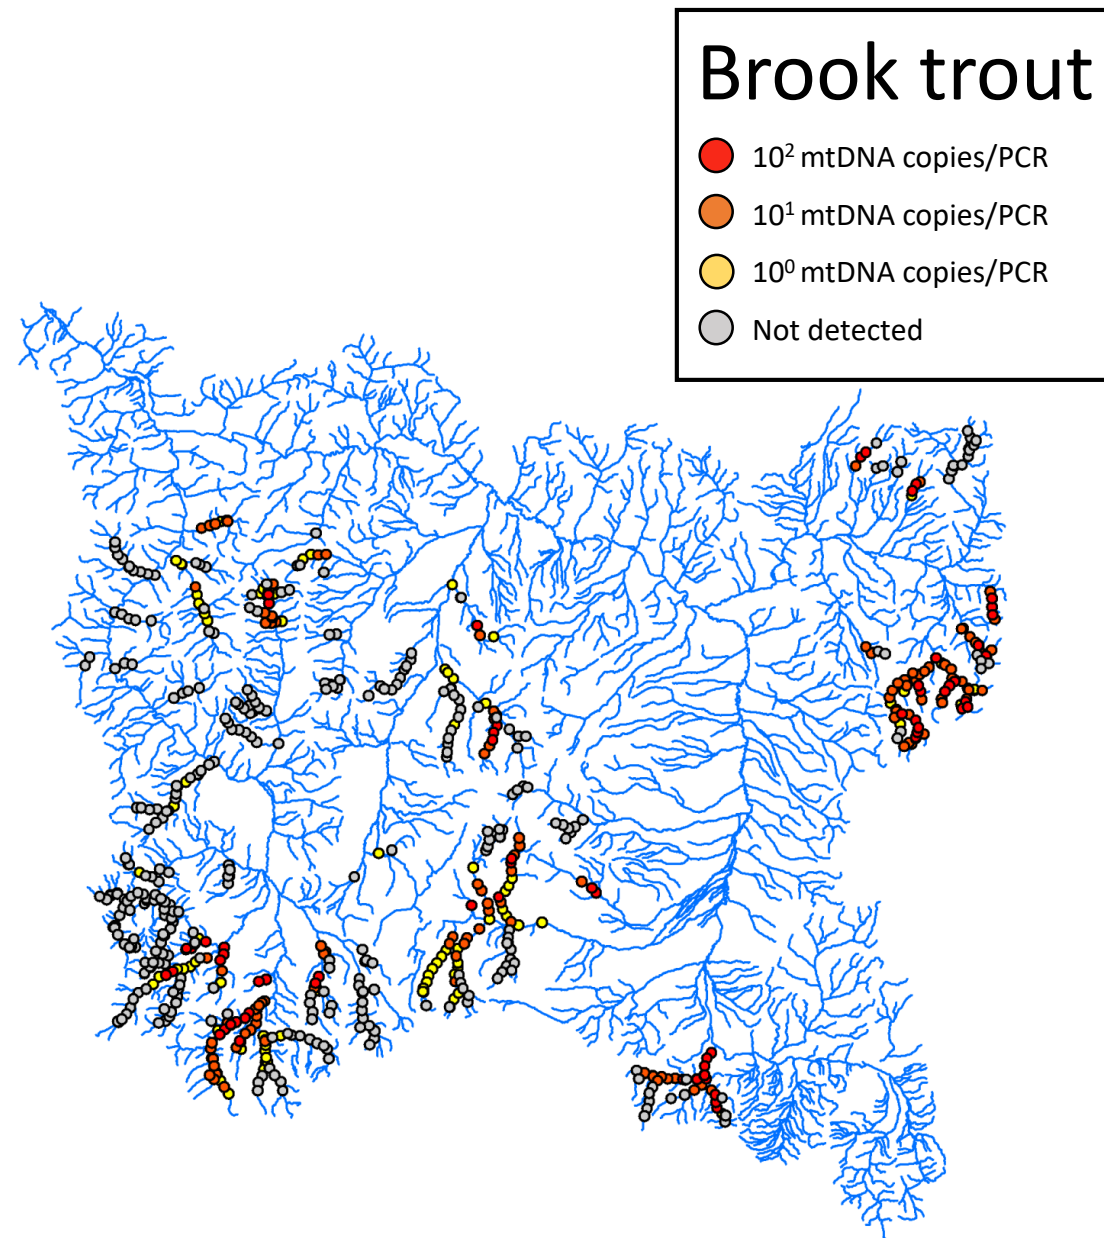 Brook trout
10² mtDNA copies/PCR
10¹ mtDNA copies/PCR
10⁰ mtDNA copies/PCR
Not detected